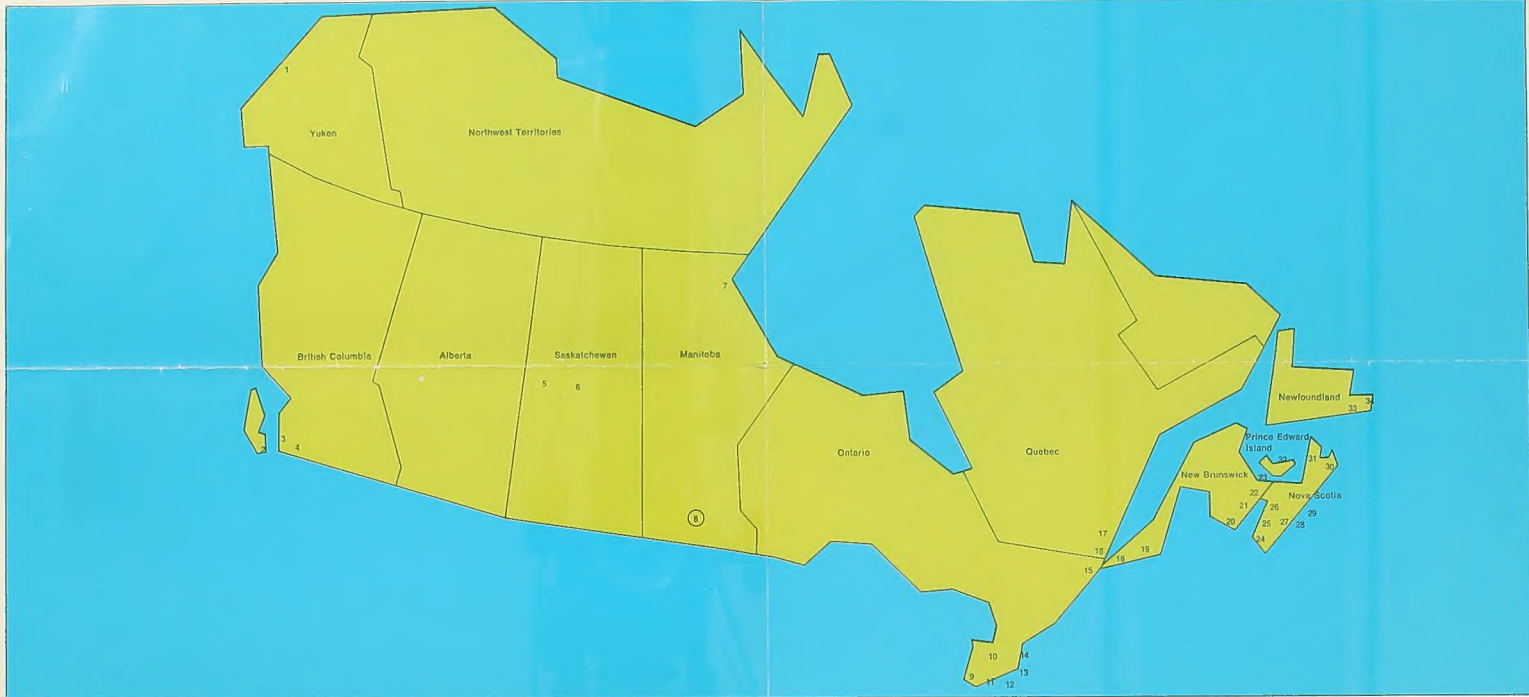 1
Yukon
Northwest Territories
7
British Columbia
Alberta
Saskatchewan
Manitoba
5
6
2
3
4
8
Ontario
Quebec
Newfoundland
33
34
Prince Edward
Island
32
31
30
New Brunswick
23
22
Nova Scotia
21
20
26
25
27
28
29
24
17
16
15
18
19
10
14
9
11
12
13